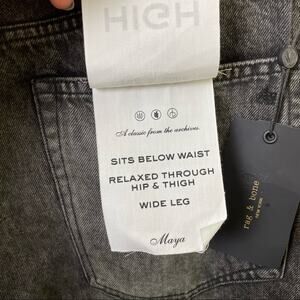 HIGH
A classic from the archives.
SITS BELOW WAIST
RELAXED THROUGH
HIP & THIGH
WIDE LEG
Maya
rag & bone
NEW YORK